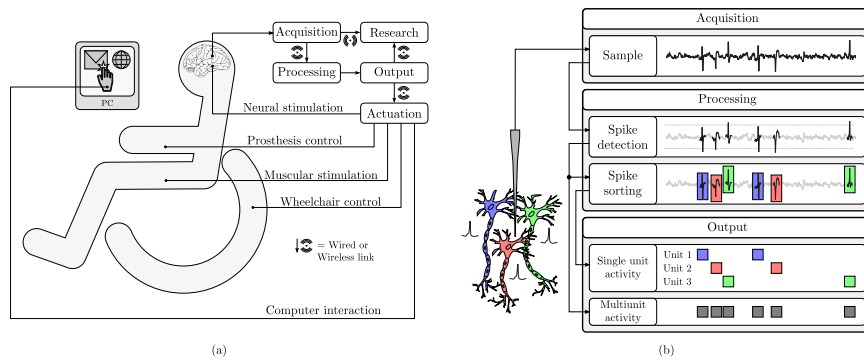 Acquisition
Research
Processing
Output
Actuation
PC
Neural stimulation
Prosthesis control
Muscular stimulation
Wheelchair control
= Wired or
Wireless link
Computer interaction
(a)
Acquisition
Sample
Processing
Spike
detection
Spike
sorting
Output
Single unit
activity
Unit 1
Unit 2
Unit 3
Multiunit
activity
(b)